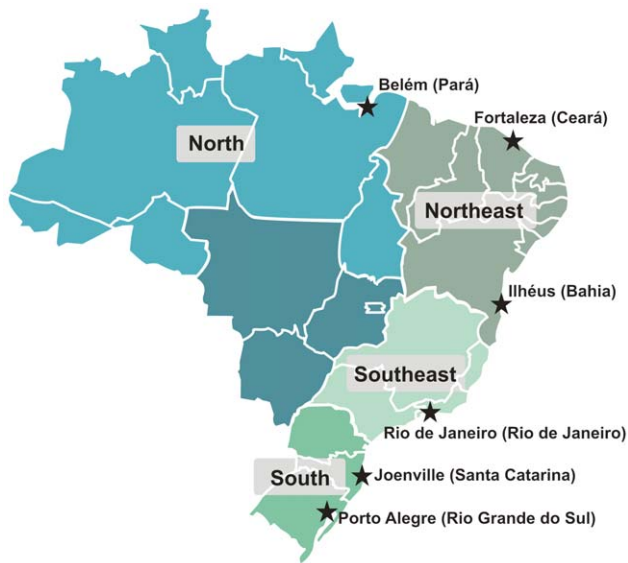 Belém (Pará)
Fortaleza (Ceará)
North
Northeast
Ilhéus (Bahia)
Southeast
Rio de Janeiro (Rio de Janeiro)
South
Joenville (Santa Catarina)
Porto Alegre (Rio Grande do Sul)